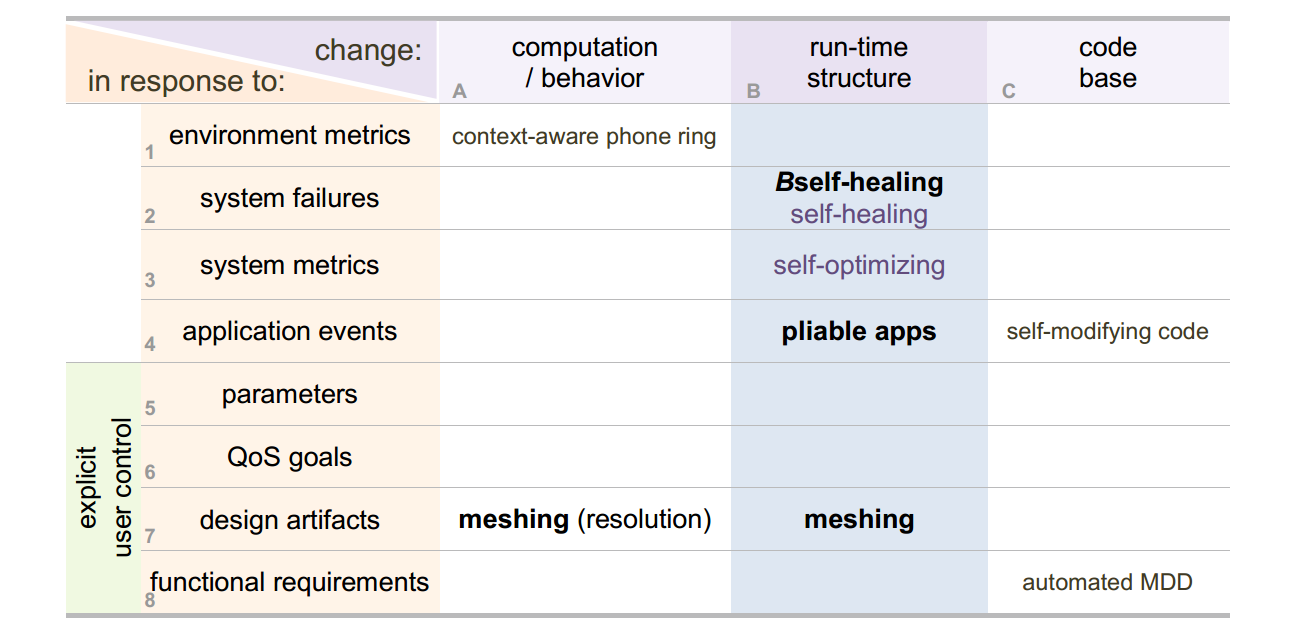 change:
in response to:
computation
/ behavior
A
run-time
structure
B
code
base
C
environment metrics
1
context-aware phone ring
system failures
2
Bself-healing
self-healing
system metrics
3
self-optimizing
application events
4
pliable apps
self-modifying code
explicit
user control
parameters
5
QoS goals
6
design artifacts
7
meshing (resolution)
meshing
functional requirements
8
automated MDD